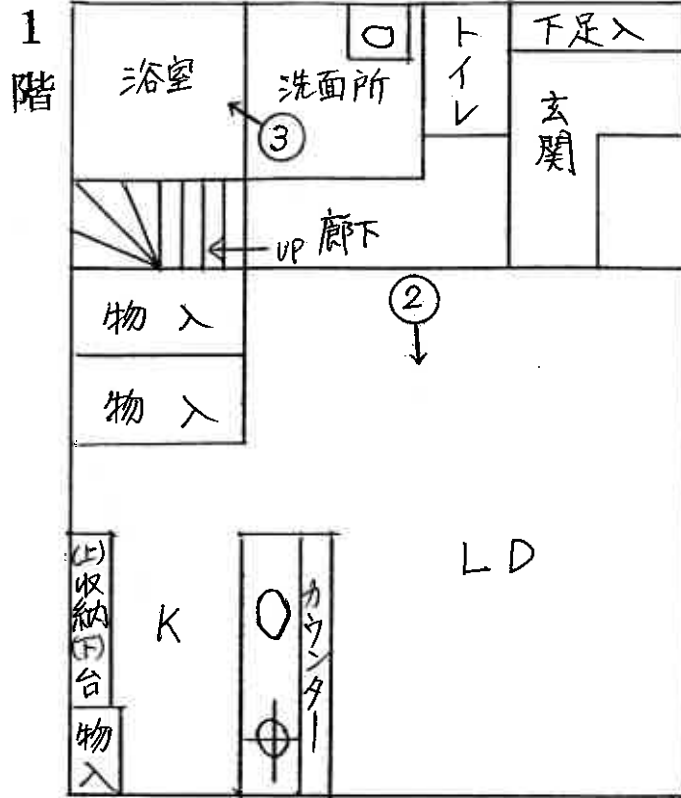 1階
浴室
洗面所
トイレ
下足入
玄関
③
UP
廊下
②
物入
物入
LD
(上)収納(下)台
K
カウンター
物入